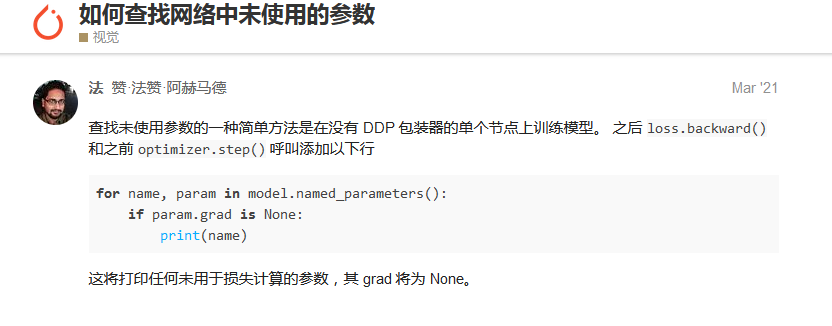 如何查找网络中未使用的参数
视觉
法 赞·法赞·阿赫马德
Mar '21
查找未使用参数的一种简单方法是在没有 DDP 包装器的单个节点上训练模型。 之后 loss.backward()
和之前 optimizer.step() 呼叫添加以下行
for name, param in model.named_parameters():
    if param.grad is None:
        print(name)
这将打印任何未用于损失计算的参数，其 grad 将为 None。